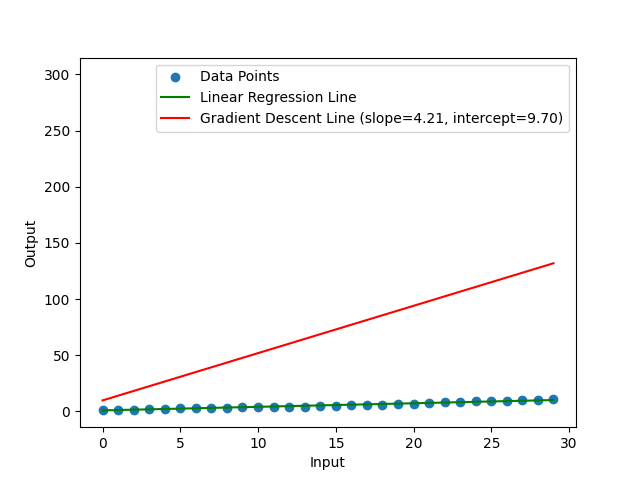 Data Points
Linear Regression Line
Gradient Descent Line (slope=4.21, intercept=9.70)
300
250
200
150
100
50
0
Output
0 5 10 15 20 25 30
Input